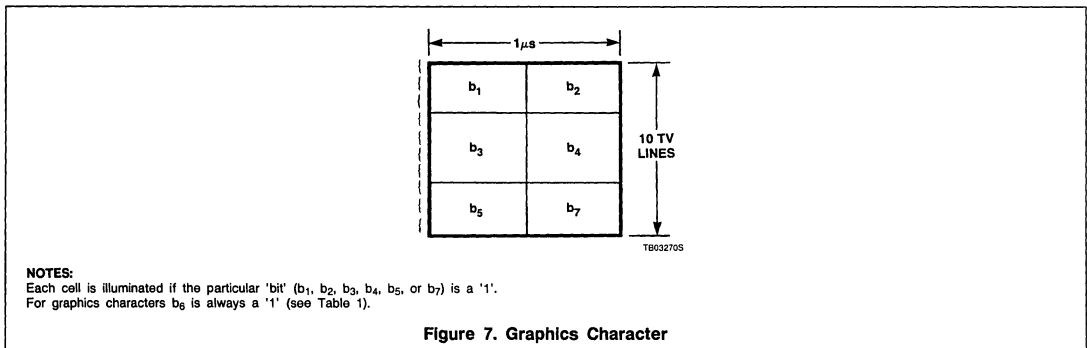 1μs
b1 b2
b3 b4
10 TV
LINES
b5 b7
TB03270S
NOTES:
Each cell is illuminated if the particular 'bit' (b1, b2, b3, b4, b5, or b7) is a '1'.
For graphics characters b6 is always a '1' (see Table 1).
Figure 7. Graphics Character